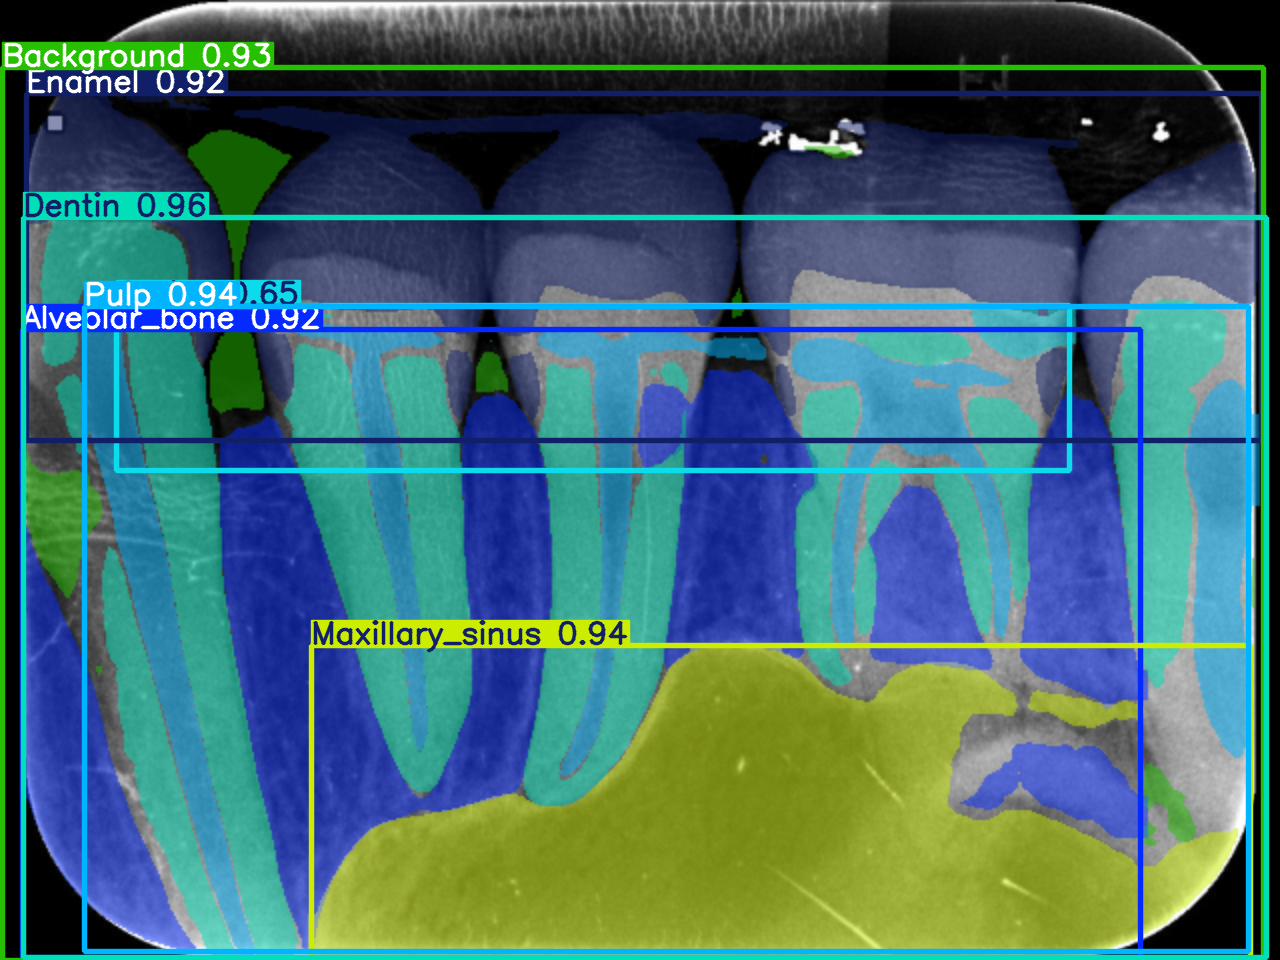 Background 0.93
Enamel 0.92
Dentin 0.96
Pulp 0.94
0.65
Alveolar_bone 0.92
Maxillary_sinus 0.94